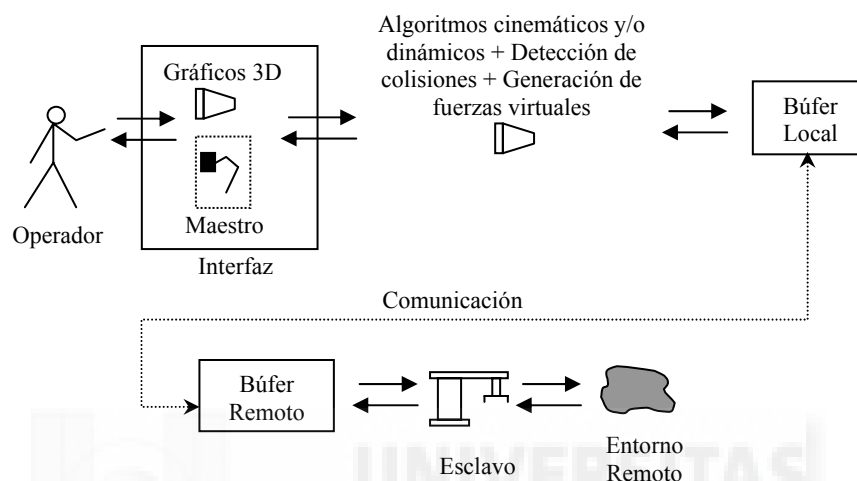 Algoritmos cinemáticos y/o
dinámicos + Detección de
colisiones + Generación de
fuerzas virtuales
Gráficos 3D
Búfer
Local
Maestro
Operador
Interfaz
Comunicación
Búfer
Remoto
Esclavo
Entorno
Remoto
UNIVERSITAS